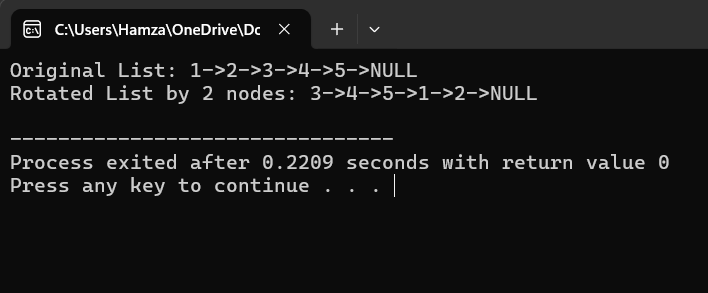 C:\Users\Hamza\OneDrive\Dc
Original List: 1->2->3->4->5->NULL
Rotated List by 2 nodes: 3->4->5->1->2->NULL
--------------------------------
Process exited after 0.2209 seconds with return value 0
Press any key to continue . . .